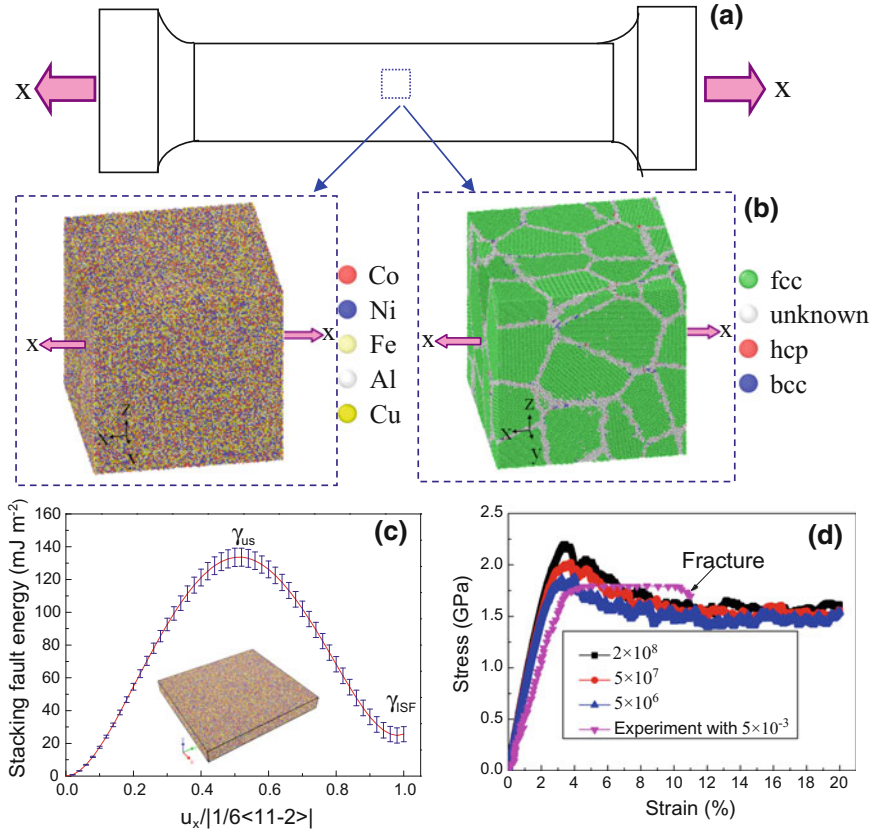 (a)
X
X
(b)
Co
Ni
Fe
Al
Cu
X
X
Z
X
Y
fcc
unknown
hcp
bcc
X
X
Z
X
Y
(c)
Stacking fault energy (mJ m⁻²)
160
140
120
100
80
60
40
20
0
γus
γISF
0.0 0.2 0.4 0.6 0.8 1.0
uₓ/|1/6<11-2>|
(d)
Stress (GPa)
2.5
2.0
1.5
1.0
0.5
0.0
Fracture
2×10⁸
5×10⁷
5×10⁶
Experiment with 5×10⁻³
0 2 4 6 8 10 12 14 16 18 20
Strain (%)